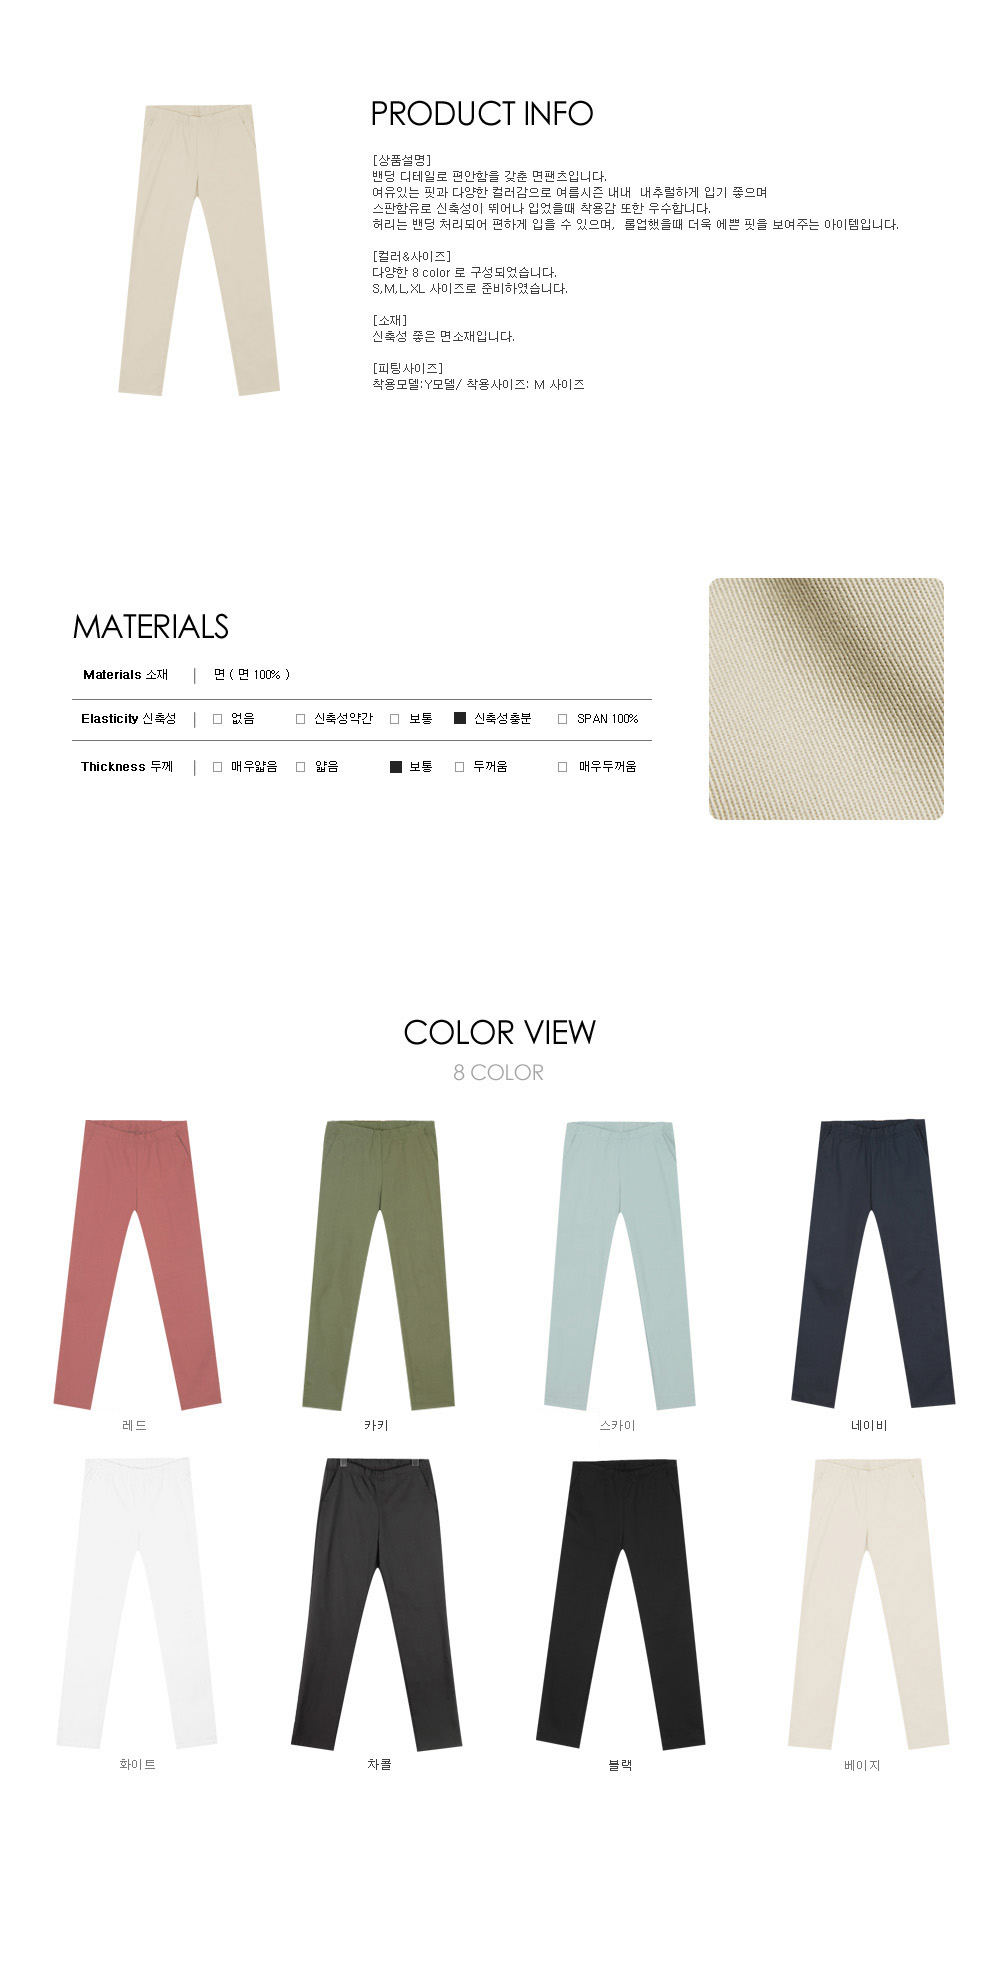 PRODUCT INFO
[상품설명]
밴딩 디테일로 편안함을 갖춘 면팬츠입니다.
여유있는 핏과 다양한 컬러감으로 여름시즌 내내  내추럴하게 입기 좋으며
스판함유로 신축성이 뛰어나 입었을때 착용감 또한 우수합니다.
허리는 밴딩 처리되어 편하게 입을 수 있으며,  롤업했을때 더욱 예쁜 핏을 보여주는 아이템입니다.
[컬러&사이즈]
다양한 8 color 로 구성되었습니다.
S,M,L,XL 사이즈로 준비하였습니다.
[소재]
신축성 좋은 면소재입니다.
[피팅사이즈]
착용모델:Y모델/ 착용사이즈: M 사이즈
MATERIALS
Materials 소재 | 면 ( 면 100% )
Elasticity 신축성 | □ 없음 □ 신축성약간 □ 보통 ■ 신축성충분 □ SPAN 100%
Thickness 두께 | □ 매우얇음 □ 얇음 ■ 보통 □ 두꺼움 □ 매우두꺼움
COLOR VIEW
8 COLOR
레드 카키 스카이 네이비
화이트 차콜 블랙 베이지